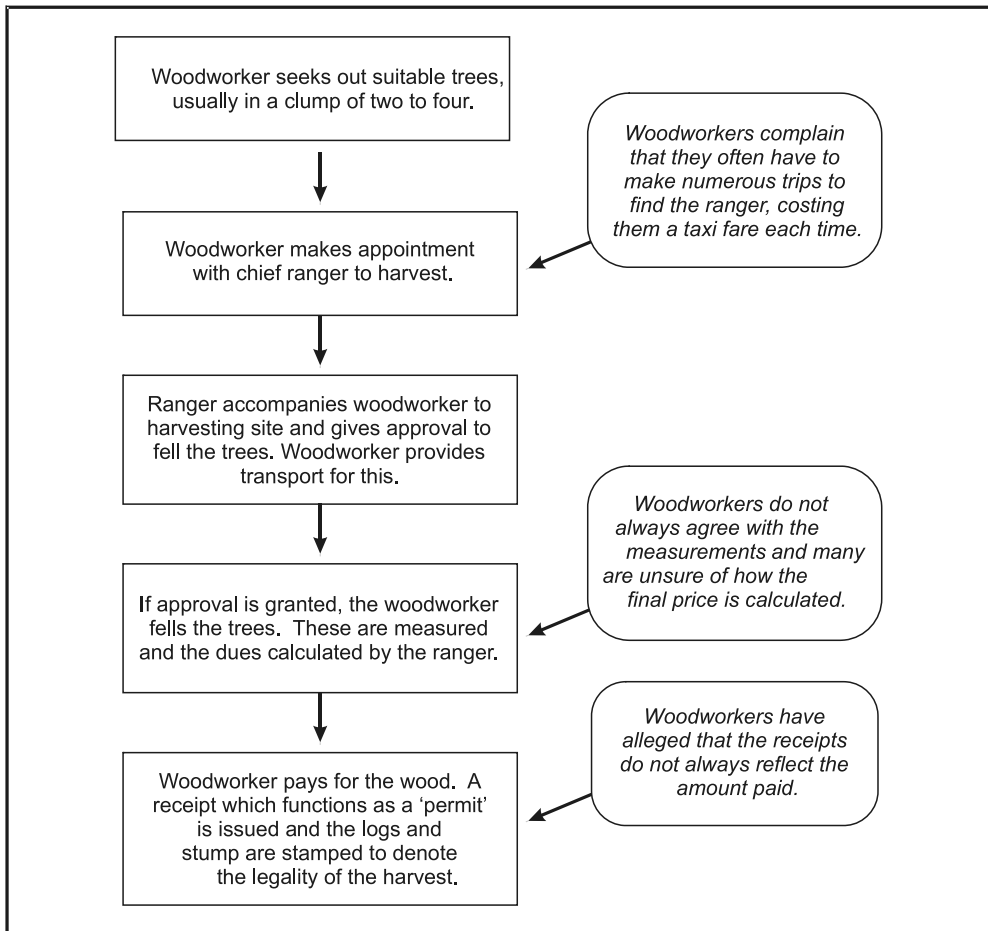 Woodworker seeks out suitable trees,
usually in a clump of two to four.
Woodworkers complain
that they often have to
make numerous trips to
find the ranger, costing
them a taxi fare each time.
Woodworker makes appointment
with chief ranger to harvest.
Ranger accompanies woodworker to
harvesting site and gives approval to
fell the trees. Woodworker provides
transport for this.
Woodworkers do not
always agree with the
measurements and many
are unsure of how the
final price is calculated.
If approval is granted, the woodworker
fells the trees. These are measured
and the dues calculated by the ranger.
Woodworkers have
alleged that the receipts
do not always reflect the
amount paid.
Woodworker pays for the wood. A
receipt which functions as a ‘permit’
is issued and the logs and
stump are stamped to denote
the legality of the harvest.